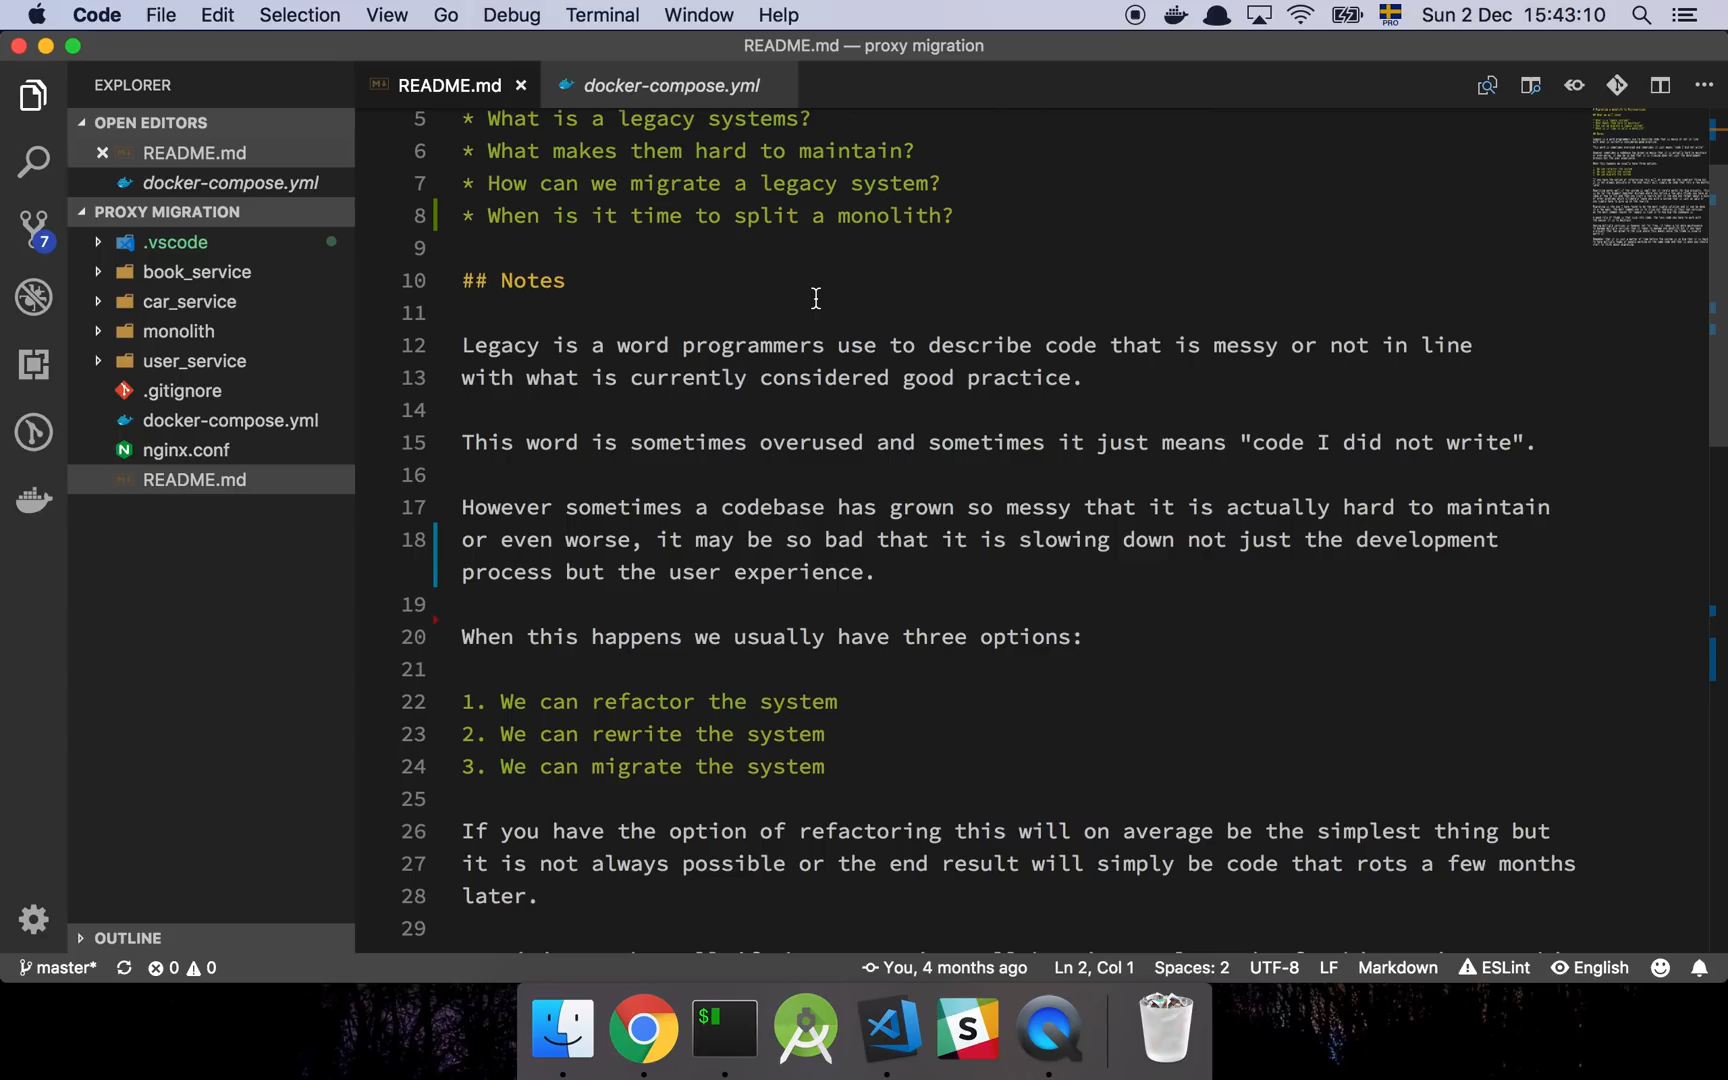 Code File Edit Selection View Go Debug Terminal Window Help
PRO Sun 2 Dec 15:43:10
README.md — proxy migration
EXPLORER
OPEN EDITORS
README.md
docker-compose.yml
PROXY MIGRATION
.vscode
book_service
car_service
monolith
user_service
.gitignore
docker-compose.yml
nginx.conf
README.md
OUTLINE
7
README.md docker-compose.yml
5 * What is a legacy systems?
6 * What makes them hard to maintain?
7 * How can we migrate a legacy system?
8 * When is it time to split a monolith?
9
10 ## Notes
11
12 Legacy is a word programmers use to describe code that is messy or not in line
13 with what is currently considered good practice.
14
15 This word is sometimes overused and sometimes it just means "code I did not write".
16
17 However sometimes a codebase has grown so messy that it is actually hard to maintain
18 or even worse, it may be so bad that it is slowing down not just the development
process but the user experience.
19
20 When this happens we usually have three options:
21
22 1. We can refactor the system
23 2. We can rewrite the system
24 3. We can migrate the system
25
26 If you have the option of refactoring this will on average be the simplest thing but
27 it is not always possible or the end result will simply be code that rots a few months
28 later.
29
master* 0 0 You, 4 months ago Ln 2, Col 1 Spaces: 2 UTF-8 LF Markdown ESLint English
$
S